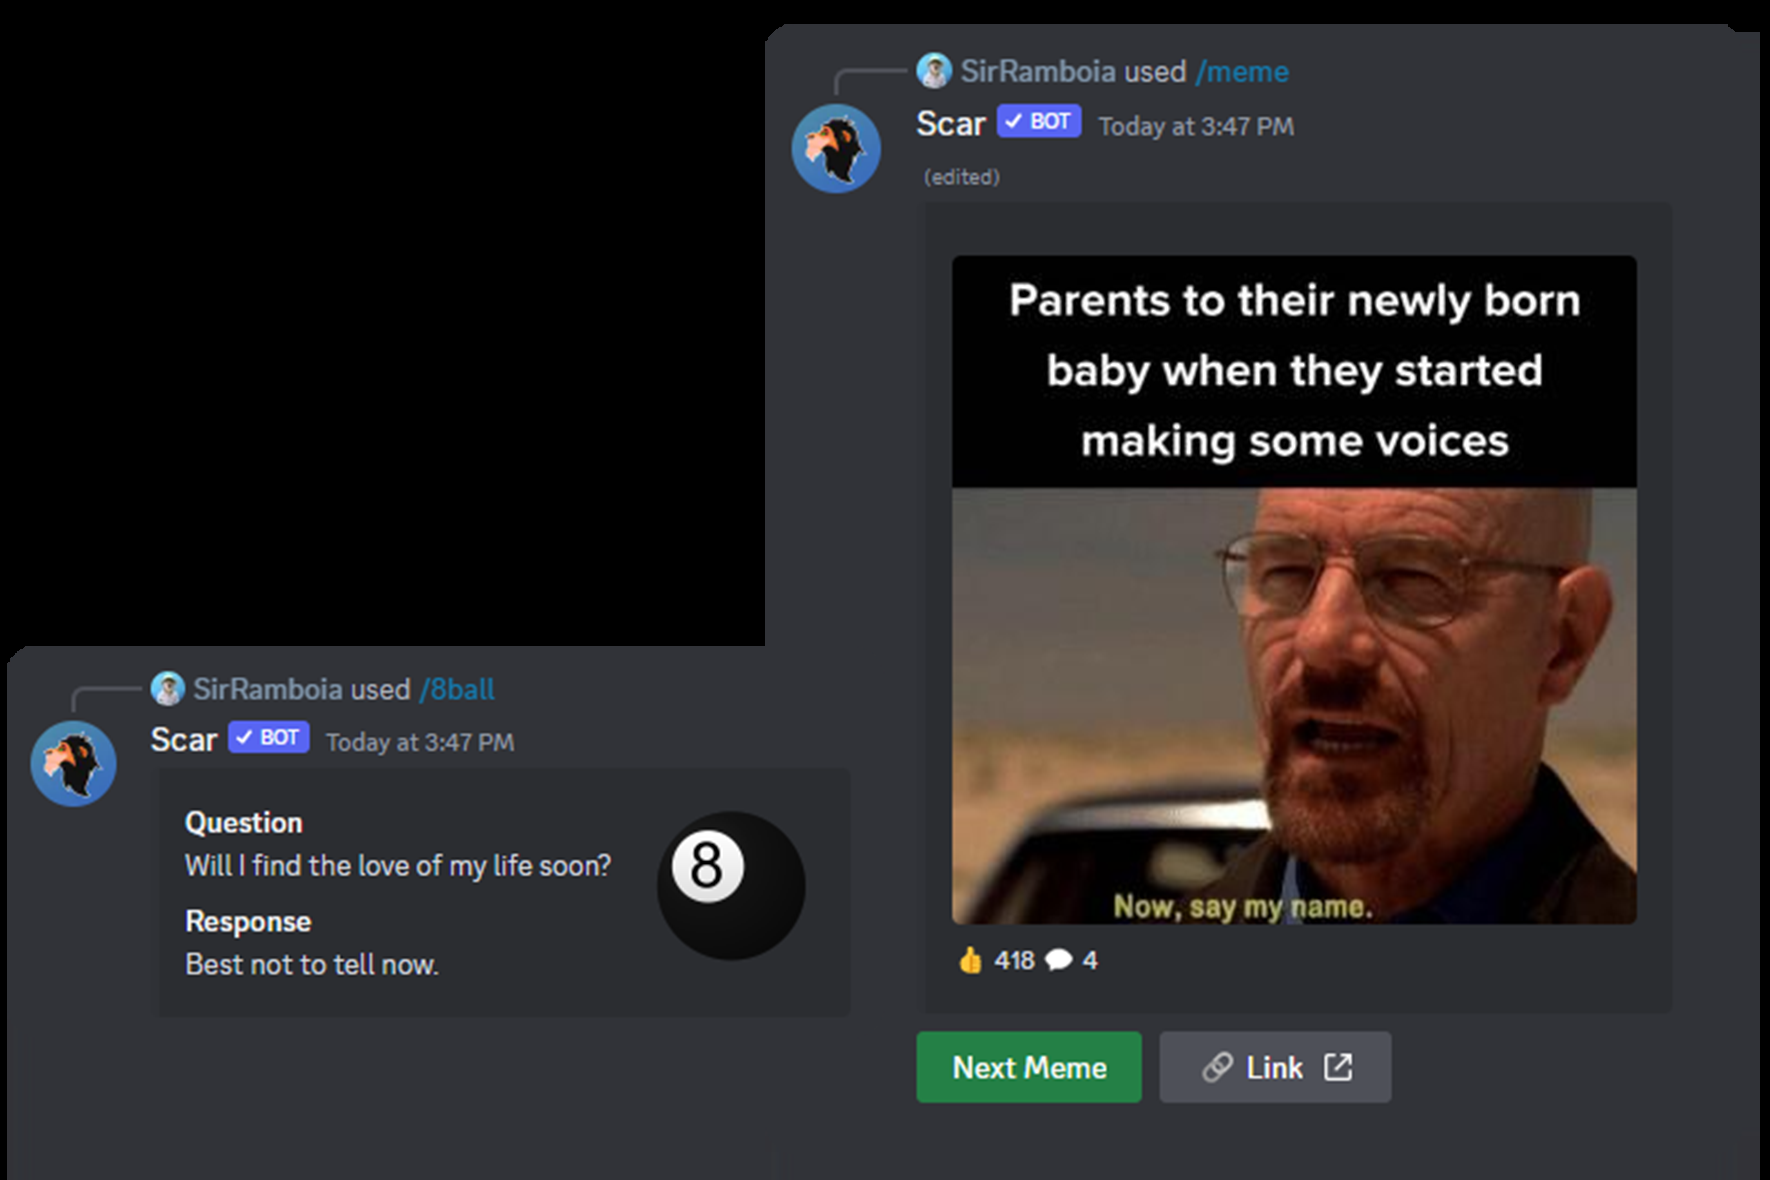 SirRamboia used /meme
Scar ✓ BOT Today at 3:47 PM
(edited)
Parents to their newly born
baby when they started
making some voices
Now, say my name.
👍 418 💬 4
Next Meme
🔗 Link
SirRamboia used /8ball
Scar ✓ BOT Today at 3:47 PM
Question
Will I find the love of my life soon?
Response
Best not to tell now.
8